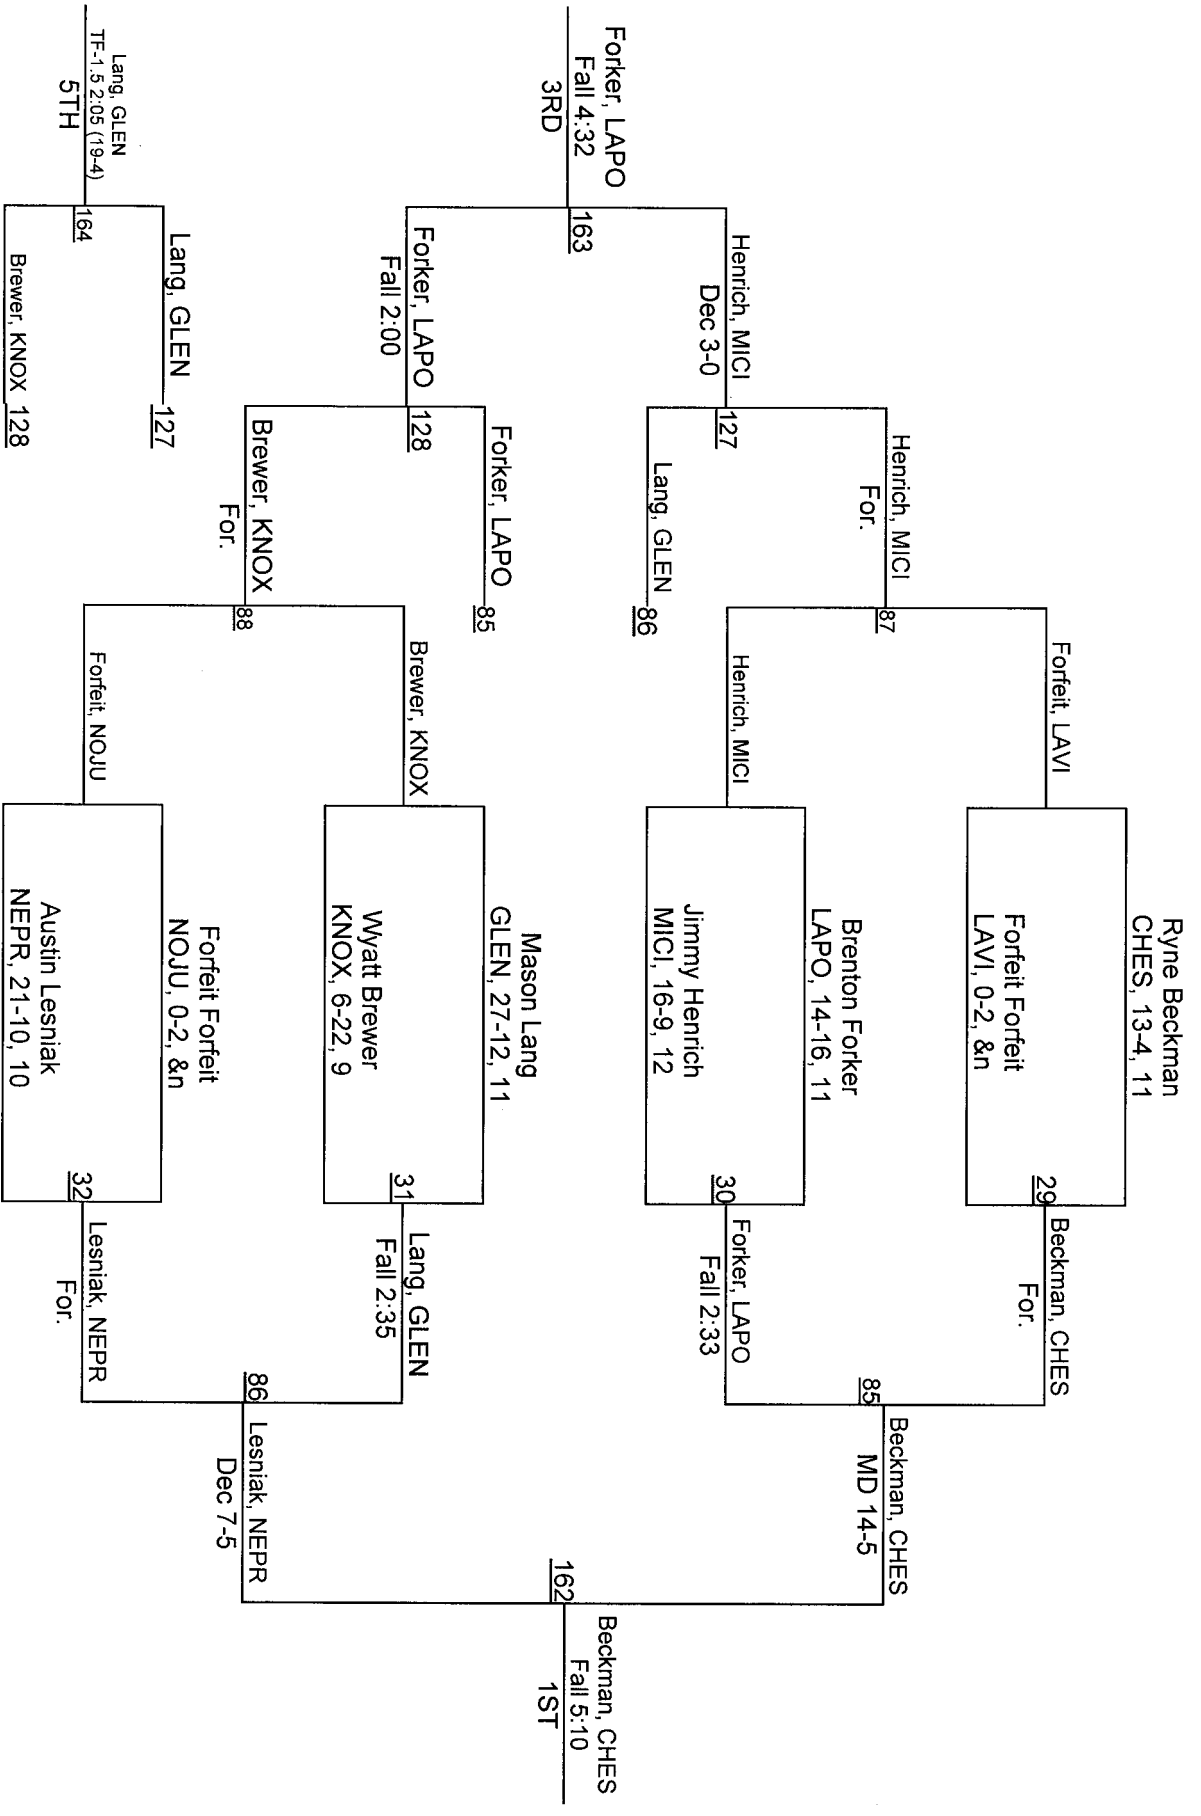 Ryne Beckman
CHES, 13-4, 11
Forfeit Forfeit
LAVI, 0-2, &n
29
Brenton Forker
LAPO, 14-16, 11
Jimmy Henrich
MICI, 16-9, 12
30
Mason Lang
GLEN, 27-12, 11
Wyatt Brewer
KNOX, 6-22, 9
31
Forfeit Forfeit
NOJU, 0-2, &n
Austin Lesniak
NEPR, 21-10, 10
32
Beckman, CHES
For.
Forker, LAPO
Fall 2:33
85
Lang, GLEN
Fall 2:35
Lesniak, NEPR
For.
86
Beckman, CHES
MD 14-5
Lesniak, NEPR
Dec 7-5
162
Beckman, CHES
Fall 5:10
1ST
Forfeit, LAVI
Henrich, MICI
87
Brewer, KNOX
Forfeit, NOJU
88
Henrich, MICI
For.
Lang, GLEN
86
127
Forker, LAPO
85
Brewer, KNOX
For.
128
Henrich, MICI
Dec 3-0
Forker, LAPO
Fall 2:00
163
Forker, LAPO
Fall 4:32
3RD
Lang, GLEN
127
Brewer, KNOX
128
164
Lang, GLEN
TF-1.5 2:05 (19-4)
5TH